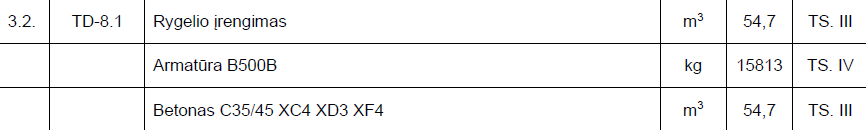 3.2. TD-8.1 Rygelio įrengimas m³ 54,7 TS. III
Armatūra B500B kg 15813 TS. IV
Betonas C35/45 XC4 XD3 XF4 m³ 54,7 TS. III